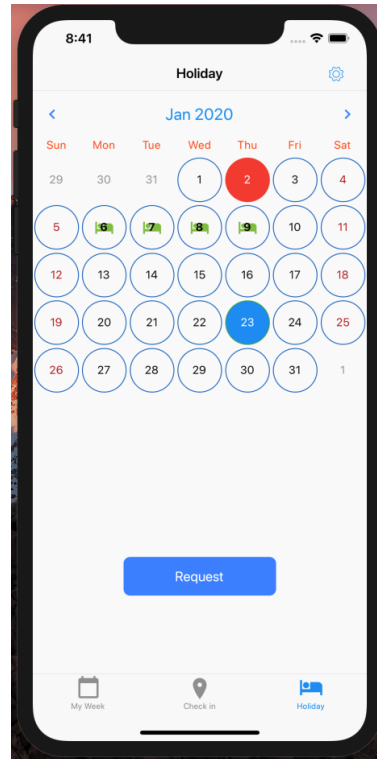 8:41
Holiday
Jan 2020
Sun Mon Tue Wed Thu Fri Sat
29 30 31 1 2 3 4
5 6 7 8 9 10 11
12 13 14 15 16 17 18
19 20 21 22 23 24 25
26 27 28 29 30 31 1
Request
My Week Check in Holiday